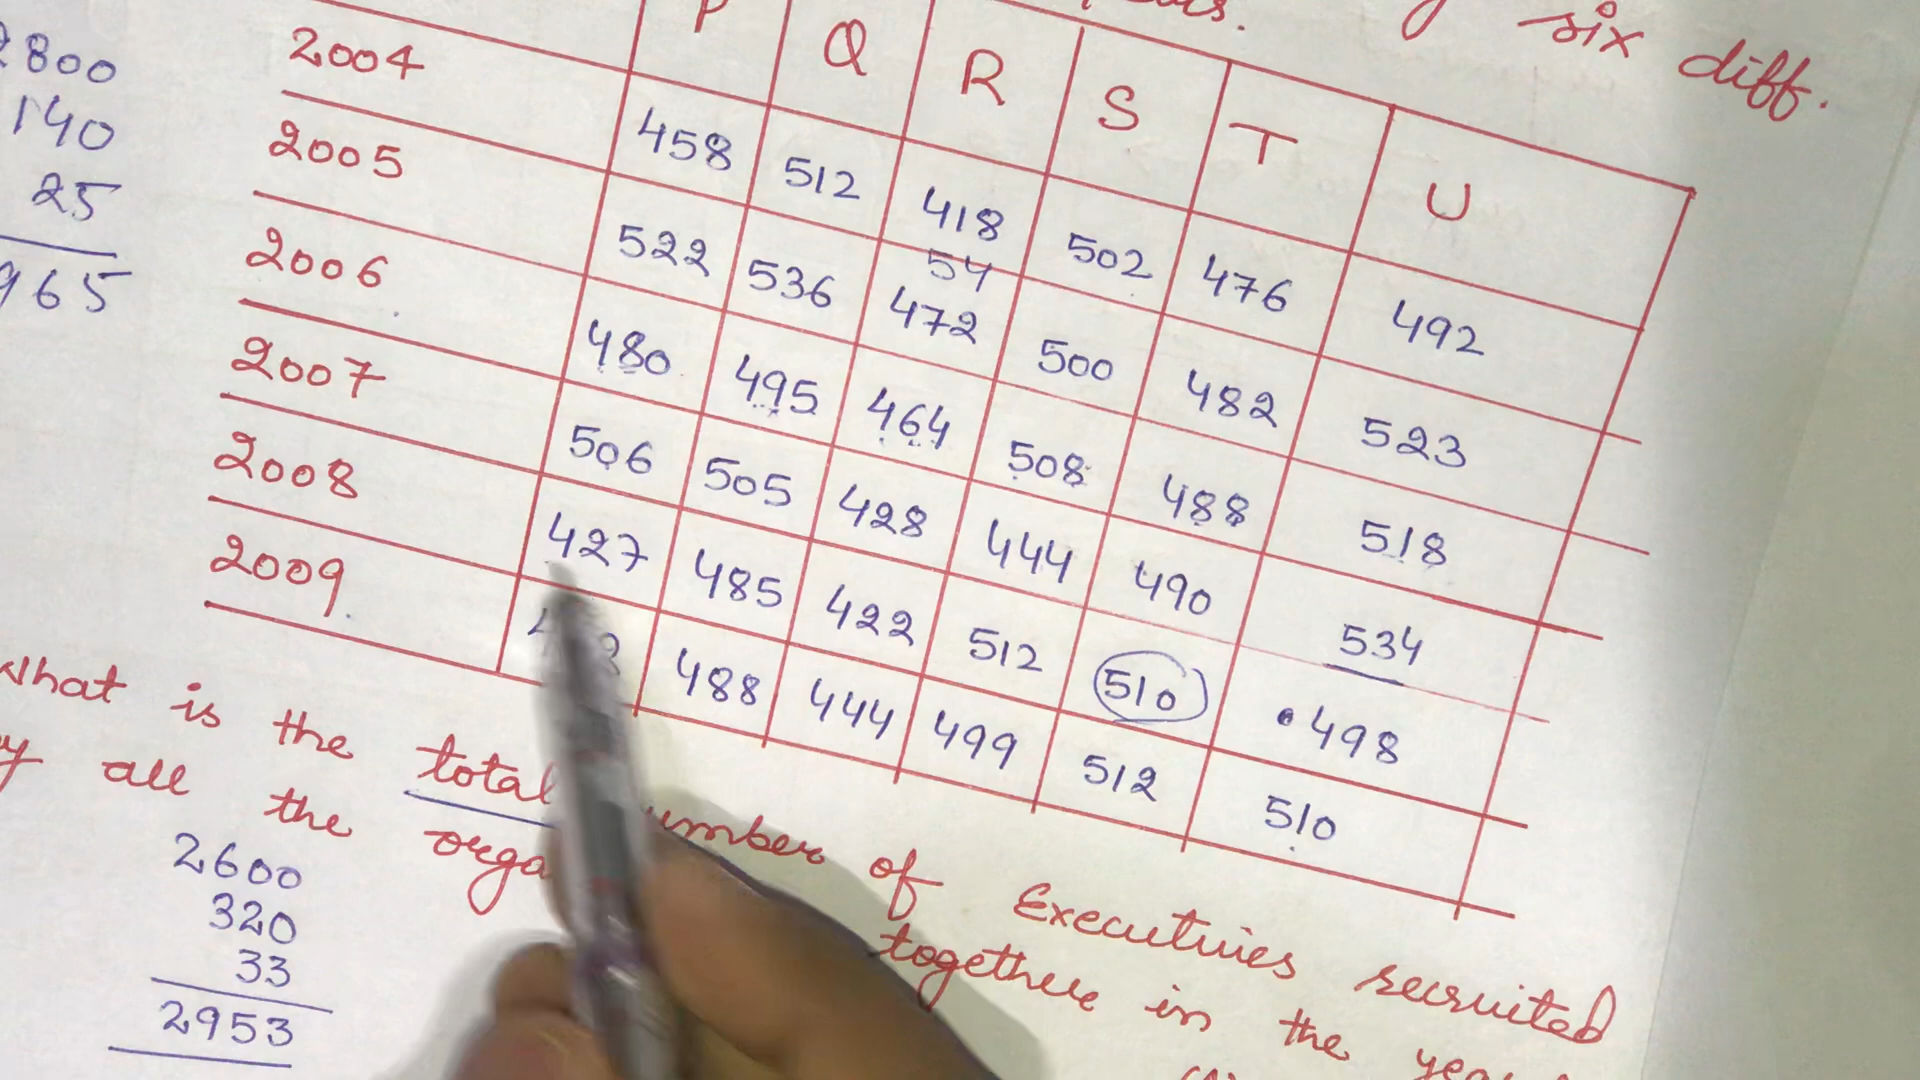 six diff.
P Q R S T U
2004 458 512 418 502 476 492
54
2005 522 536 472 500 482 523
2006 480 495 464 508 488 518
2007 506 505 428 444 490 534
2008 427 485 422 512 510 498
2009 488 444 499 512 510
What is the total number of Executives recruited
all the together in the
800
140
25
965
2600
320
33
2953